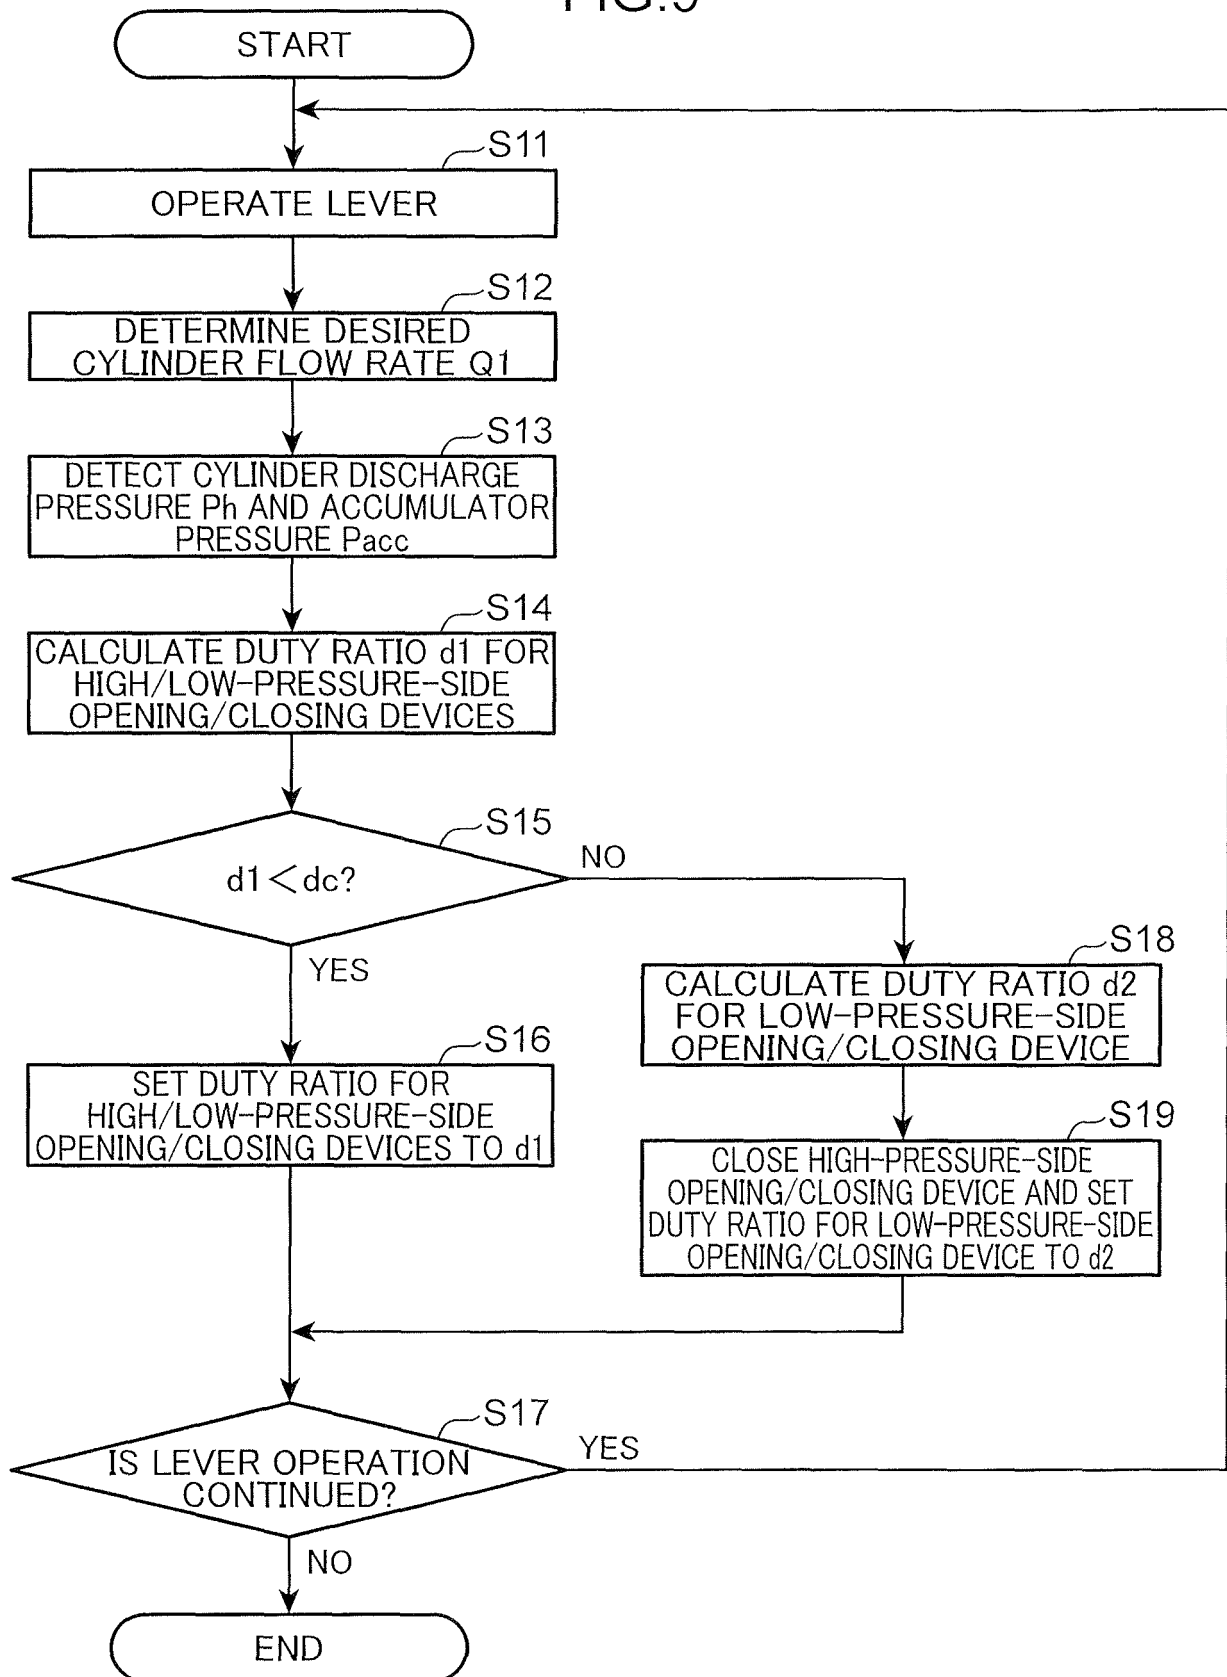 START
S11
OPERATE LEVER
S12
DETERMINE DESIRED
CYLINDER FLOW RATE Q1
S13
DETECT CYLINDER DISCHARGE
PRESSURE Ph AND ACCUMULATOR
PRESSURE Pacc
S14
CALCULATE DUTY RATIO d1 FOR
HIGH/LOW-PRESSURE-SIDE
OPENING/CLOSING DEVICES
S15
d1<dc?
NO
YES
S16
SET DUTY RATIO FOR
HIGH/LOW-PRESSURE-SIDE
OPENING/CLOSING DEVICES TO d1
S18
CALCULATE DUTY RATIO d2
FOR LOW-PRESSURE-SIDE
OPENING/CLOSING DEVICE
S19
CLOSE HIGH-PRESSURE-SIDE
OPENING/CLOSING DEVICE AND SET
DUTY RATIO FOR LOW-PRESSURE-SIDE
OPENING/CLOSING DEVICE TO d2
S17
IS LEVER OPERATION
CONTINUED?
YES
NO
END